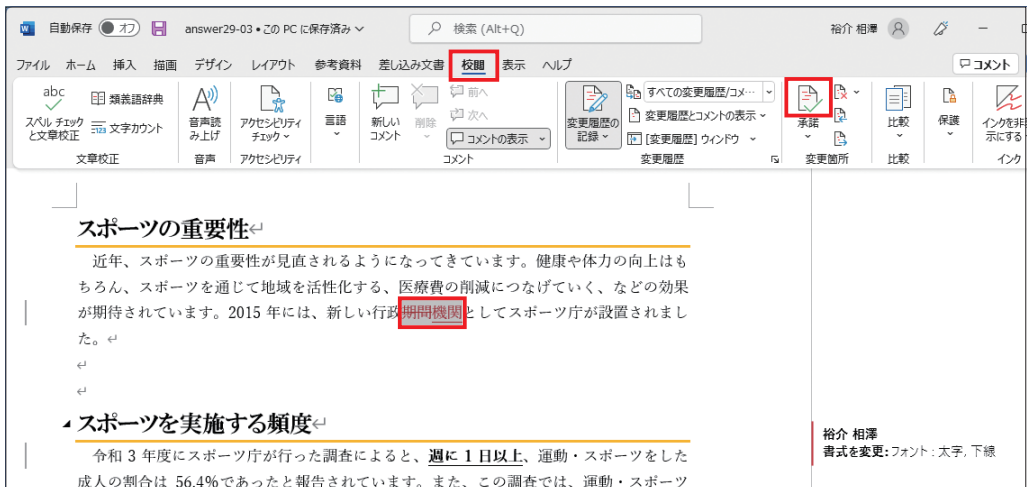 自動保存 オフ answer29-03 • この PC に保存済み 検索 (Alt+Q) 裕介 相澤
ファイル ホーム 挿入 描画 デザイン レイアウト 参考資料 差し込み文書 校閲 表示 ヘルプ コメント
abc 類義語辞典 音声読み上げ アクセシビリティ チェック 言語 新しいコメント 削除 前へ
スペル チェックと文章校正 文字カウント 次へ
コメントの表示
変更履歴の記録 すべての変更履歴/コメ…
変更履歴とコメントの表示
[変更履歴] ウィンドウ
承諾 比較 保護 インクを非
示にする
文章校正 音声 アクセシビリティ コメント 変更履歴 変更箇所 比較 インク
スポーツの重要性↵
近年、スポーツの重要性が見直されるようになってきています。健康や体力の向上はも
ちろん、スポーツを通じて地域を活性化する、医療費の削減につなげていく、などの効果
が期待されています。2015 年には、新しい行政期間機関としてスポーツ庁が設置されまし
た。↵
↵
↵
スポーツを実施する頻度↵
令和 3 年度にスポーツ庁が行った調査によると、週に 1 日以上、運動・スポーツをした
成人の割合は 56.4%であったと報告されています。また、この調査では、運動・スポーツ
裕介 相澤
書式を変更: フォント : 太字, 下線